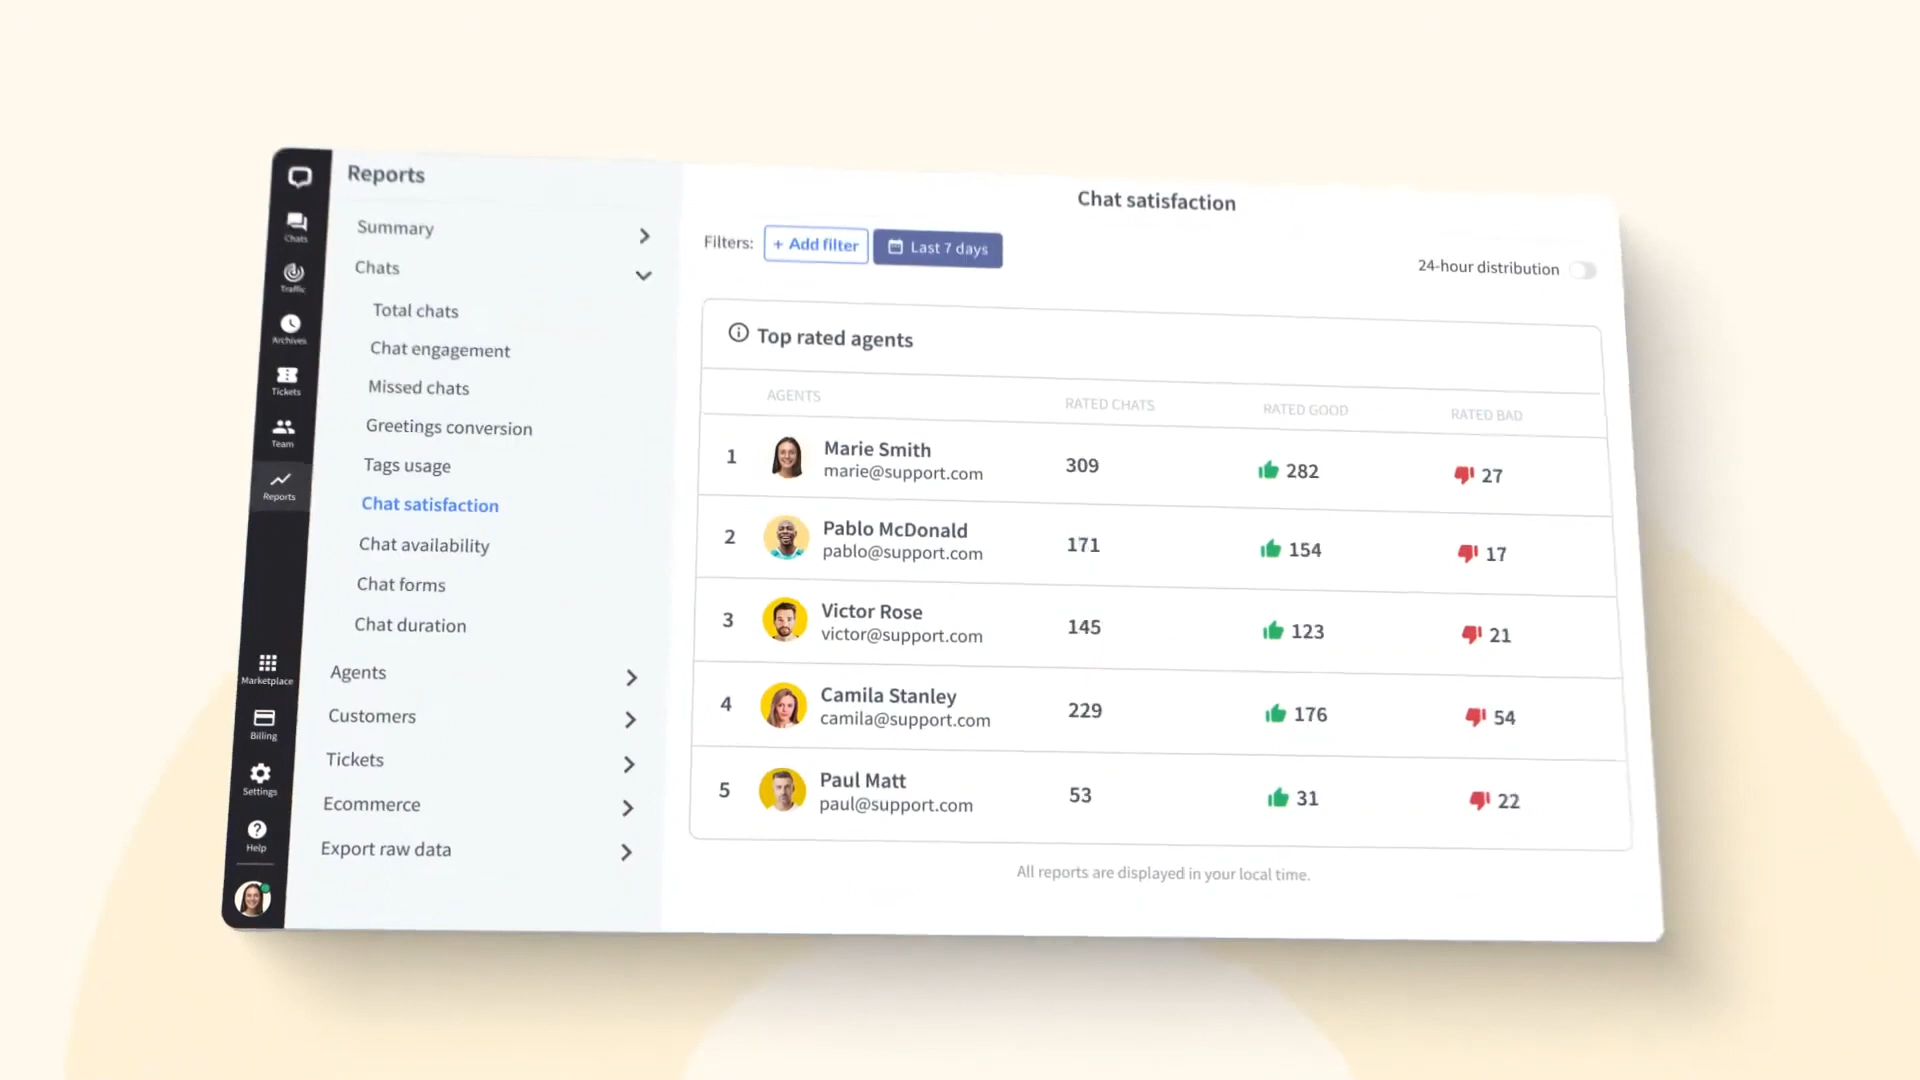 Reports
Chats
Traffic
Archives
Tickets
Team
Reports
Marketplace
Billing
Settings
Help
Summary
Chats
Total chats
Chat engagement
Missed chats
Greetings conversion
Tags usage
Chat satisfaction
Chat availability
Chat forms
Chat duration
Agents
Customers
Tickets
Ecommerce
Export raw data
Chat satisfaction
Filters: + Add filter Last 7 days
24-hour distribution
Top rated agents
AGENTS RATED CHATS RATED GOOD RATED BAD
1 Marie Smith 309 282 27
marie@support.com
2 Pablo McDonald 171 154 17
pablo@support.com
3 Victor Rose 145 123 21
victor@support.com
4 Camila Stanley 229 176 54
camila@support.com
5 Paul Matt 53 31 22
paul@support.com
All reports are displayed in your local time.